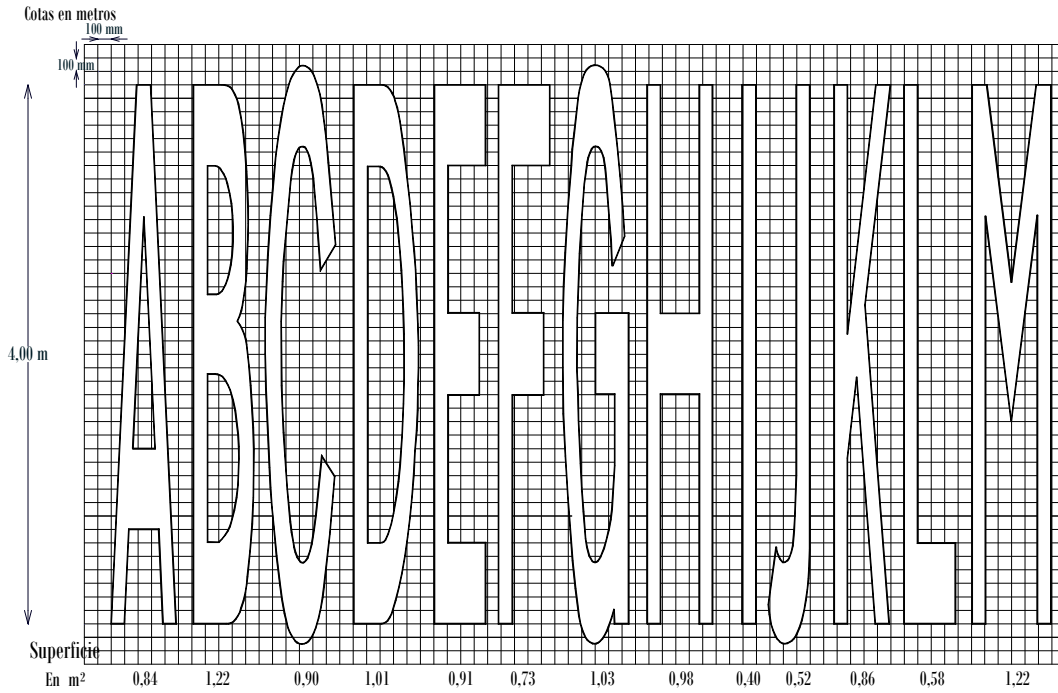 Cotas en metros
100 mm
100 mm
A B C D E F G H I J K L M
4,00 m
Superficie
En m² 0,84 1,22 0,90 1,01 0,91 0,73 1,03 0,98 0,40 0,52 0,86 0,58 1,22